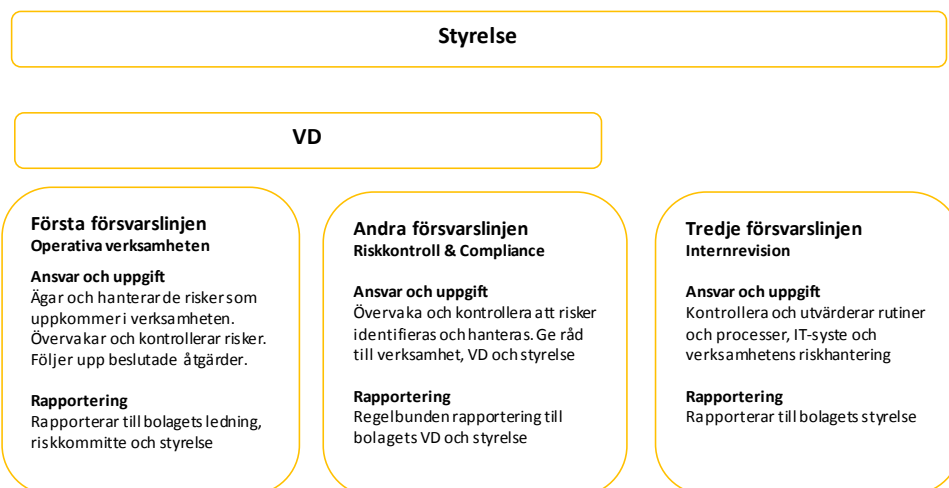 Styrelse
VD
Första försvarslinjen
Operativa verksamheten
Ansvar och uppgift
Ägar och hanterar de risker som
uppkommer i verksamheten.
Övervakar och kontrollerar risker.
Följer upp beslutade åtgärder.
Rapportering
Rapporterar till bolagets ledning,
riskkommitte och styrelse
Andra försvarslinjen
Riskkontroll & Compliance
Ansvar och uppgift
Övervaka och kontrollera att risker
identifieras och hanteras. Ge råd
till verksamhet, VD och styrelse
Rapportering
Regelbunden rapportering till
bolagets VD och styrelse
Tredje försvarslinjen
Internrevision
Ansvar och uppgift
Kontrollera och utvärderar rutiner
och processer, IT-syste och
verksamhetens riskhantering
Rapportering
Rapporterar till bolagets styrelse